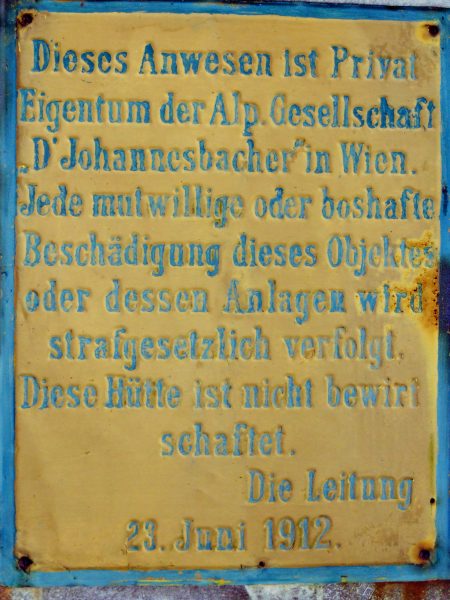 Dieses Anwesen ist Privat
Eigentum der Alp. Gesellschaft
„D'Johannesbacher" in Wien.
Jede mutwillige oder boshafte
Beschädigung dieses Objektes
oder dessen Anlagen wird
strafgesetzlich verfolgt.
Diese Hütte ist nicht bewirt
schaftet.
Die Leitung
23. Juni 1912.